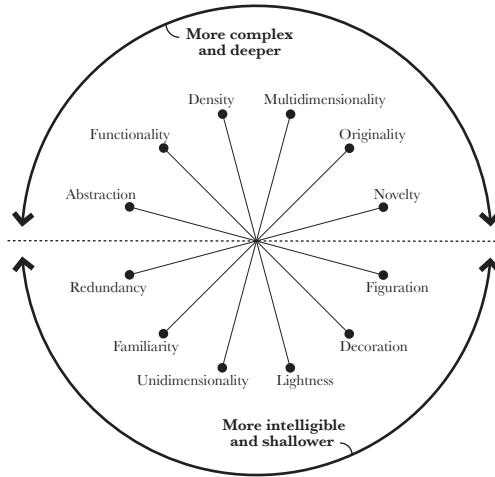 More complex
and deeper
Density
Multidimensionality
Functionality
Originality
Abstraction
Novelty
Redundancy
Figuration
Familiarity
Decoration
Unidimensionality
Lightness
More intelligible
and shallower